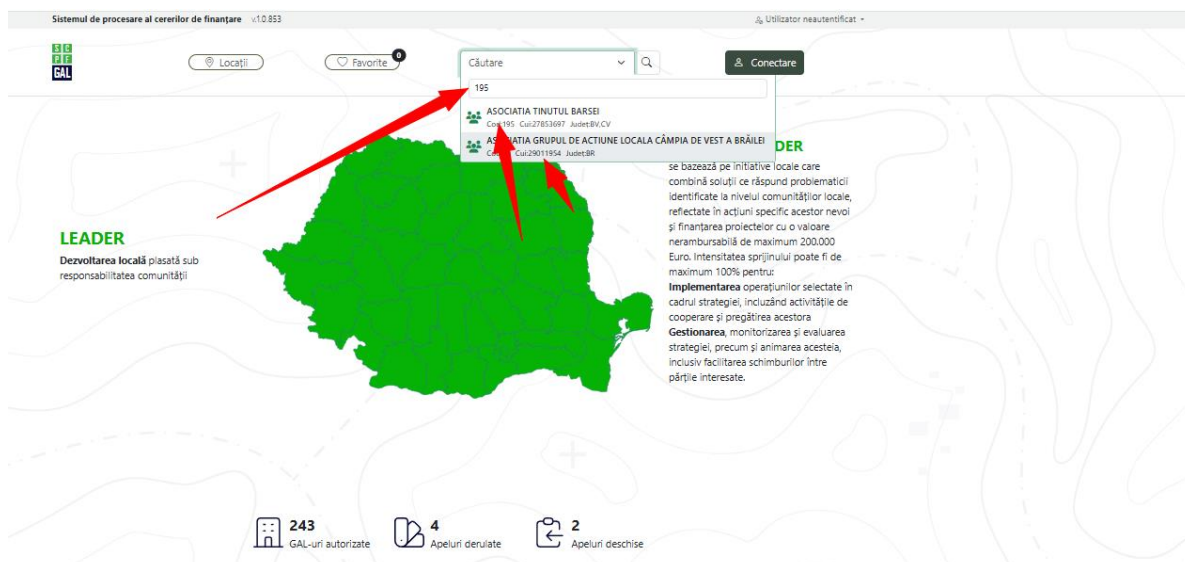 Sistemul de procesare al cererilor de finanțare v.1.0.853
Utilizator neautentificat
SC
PF
GAL
Locații
Favorite 0
Căutare
Conectare
195
ASOCIATIA TINUTUL BARSEI
Cod:195 Cui:27853697 Județ:BV,CV
ASOCIATIA GRUPUL DE ACTIUNE LOCALA CÂMPIA DE VEST A BRĂILEI
Cui:29011954 Județ:BR
DER
se bazează pe initiative locale care
combină soluții ce răspund problematicii
identificate la nivelul comunităților locale,
reflectate în acțiuni specific acestor nevoi
și finanțarea proiectelor cu o valoare
nerambursabilă de maximum 200.000
Euro. Intensitatea sprijinului poate fi de
maximum 100% pentru:
Implementarea operațiunilor selectate în
cadrul strategiei, incluzând activitățile de
cooperare și pregătirea acestora
Gestionarea, monitorizarea și evaluarea
strategiei, precum și animarea acesteia,
inclusiv facilitarea schimburilor între
părțile interesate.
LEADER
Dezvoltarea locală plasată sub
responsabilitatea comunității
243
GAL-uri autorizate
4
Apeluri derulate
2
Apeluri deschise